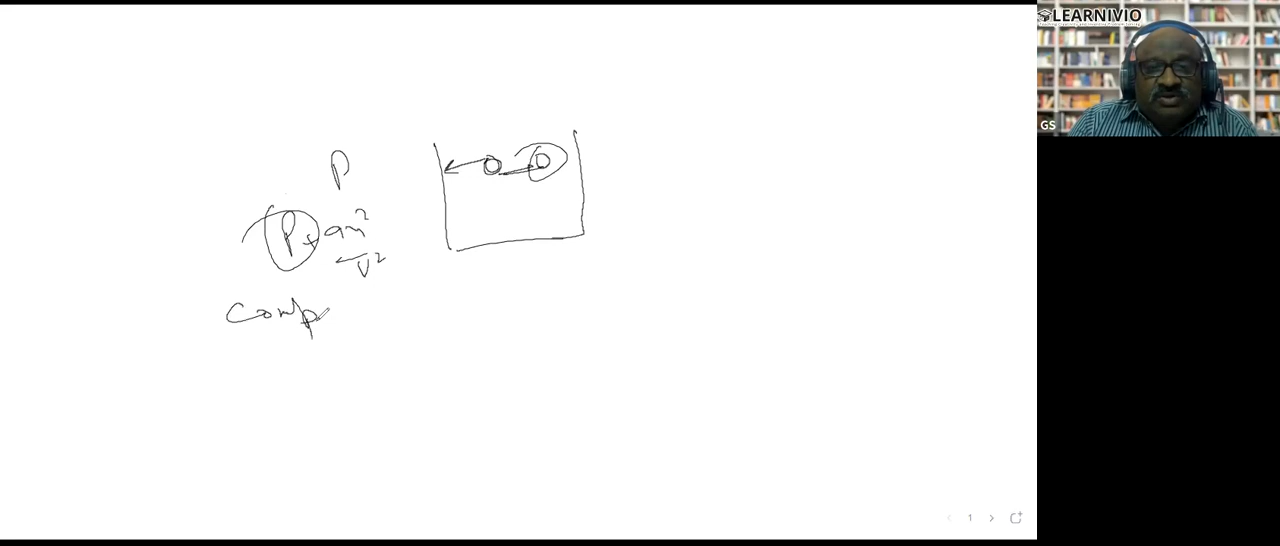 P
P + an²
V²
Comp
LEARNIVIO
GS
1